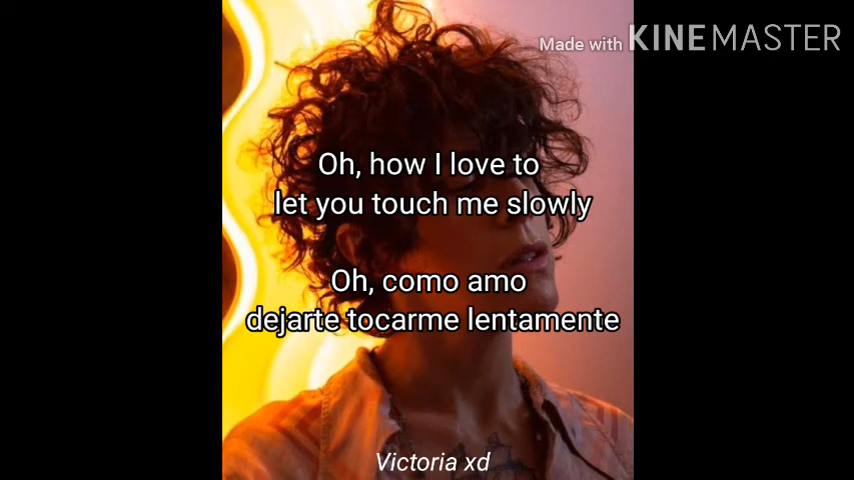 Made with KINEMASTER
Oh, how I love to
let you touch me slowly
Oh, como amo
dejarte tocarme lentamente
Victoria xd